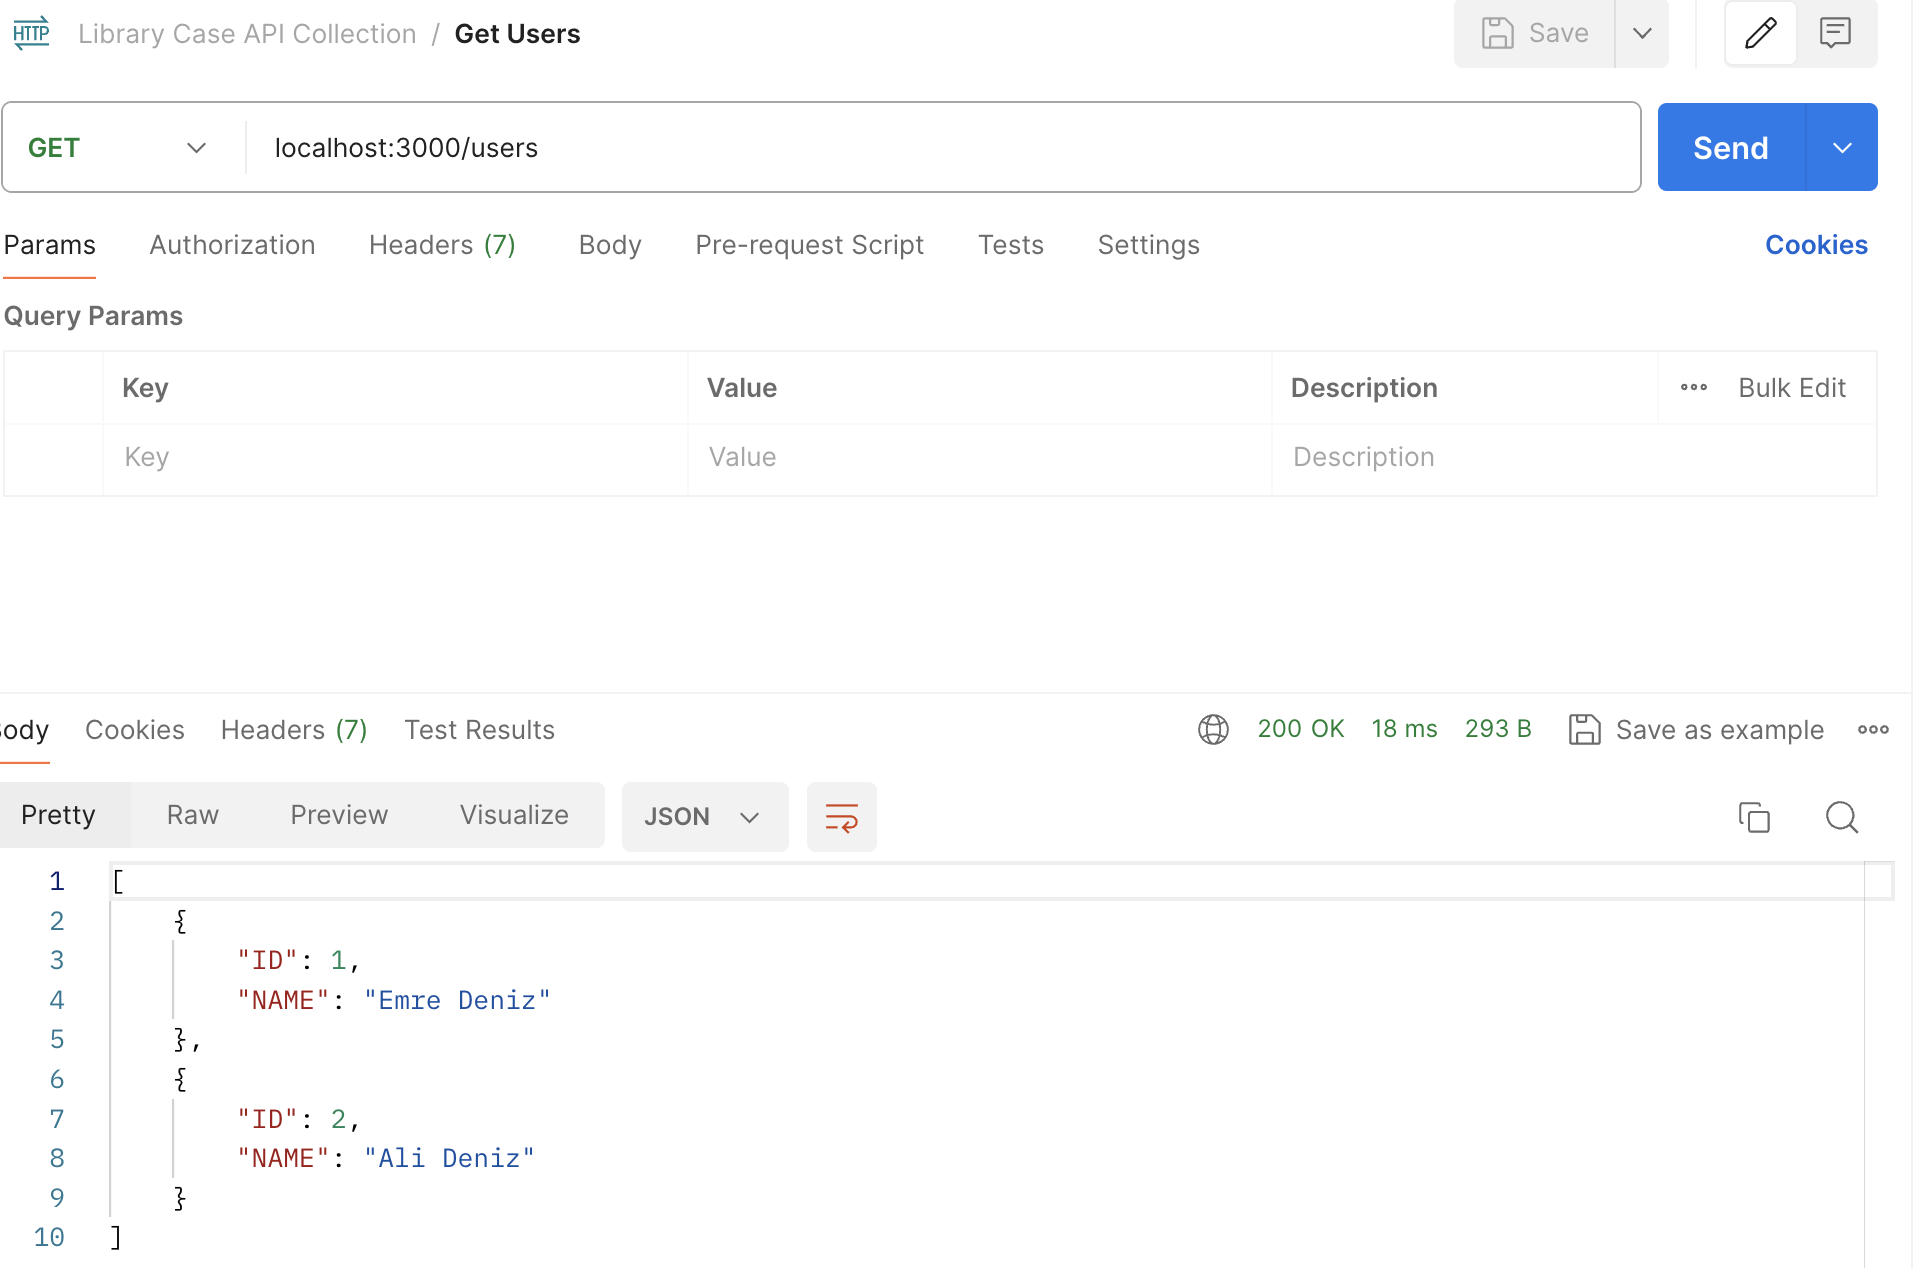 HTTP Library Case API Collection / Get Users Save
GET localhost:3000/users Send
Params Authorization Headers (7) Body Pre-request Script Tests Settings Cookies
Query Params
Key Value Description Bulk Edit
Key Value Description
Body Cookies Headers (7) Test Results 200 OK 18 ms 293 B Save as example
Pretty Raw Preview Visualize JSON
1 [
2 {
3 "ID": 1,
4 "NAME": "Emre Deniz"
5 },
6 {
7 "ID": 2,
8 "NAME": "Ali Deniz"
9 }
10 ]